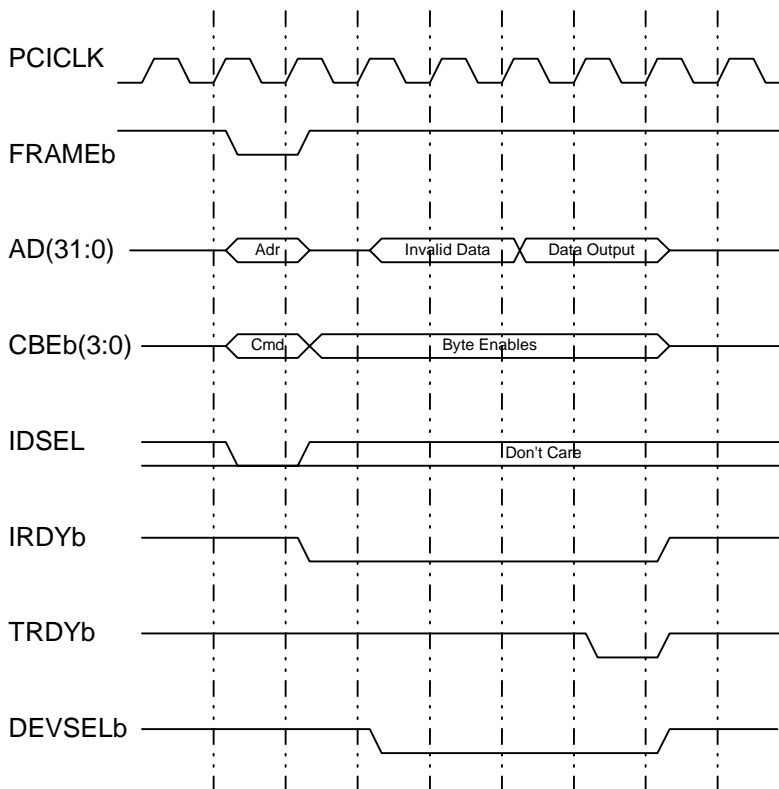 PCICLK
FRAMEb
AD(31:0)
Adr
Invalid Data
Data Output
CBEb(3:0)
Cmd
Byte Enables
IDSEL
Don't Care
IRDYb
TRDYb
DEVSELb